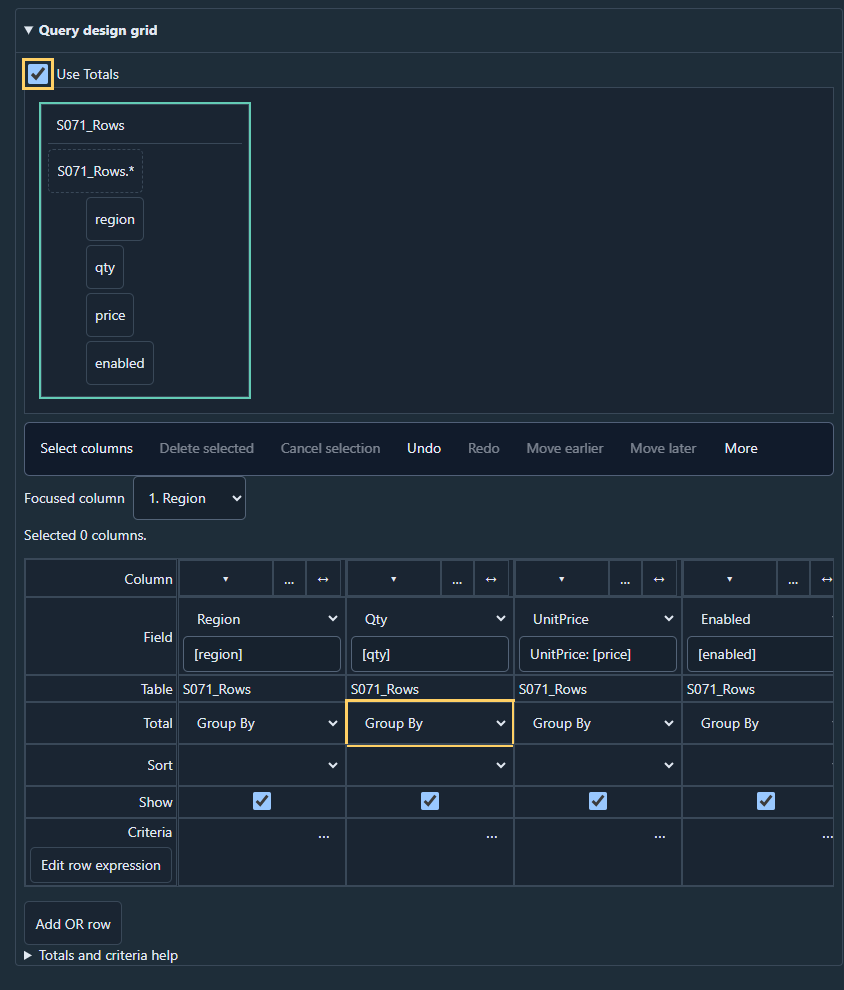 ▼ Query design grid
Use Totals
S071_Rows
S071_Rows.*
region
qty
price
enabled
Select columns Delete selected Cancel selection Undo Redo Move earlier Move later More
Focused column 1. Region
Selected 0 columns.
Column ▾ ... ↔ ▾ ... ↔ ▾ ... ↔ ▾ ... ↔
Region Qty UnitPrice Enabled
Field
[region] [qty] UnitPrice: [price] [enabled]
Table S071_Rows S071_Rows S071_Rows S071_Rows
Total Group By Group By Group By Group By
Sort
Show
Criteria ... ... ... ...
Edit row expression
Add OR row
▶ Totals and criteria help